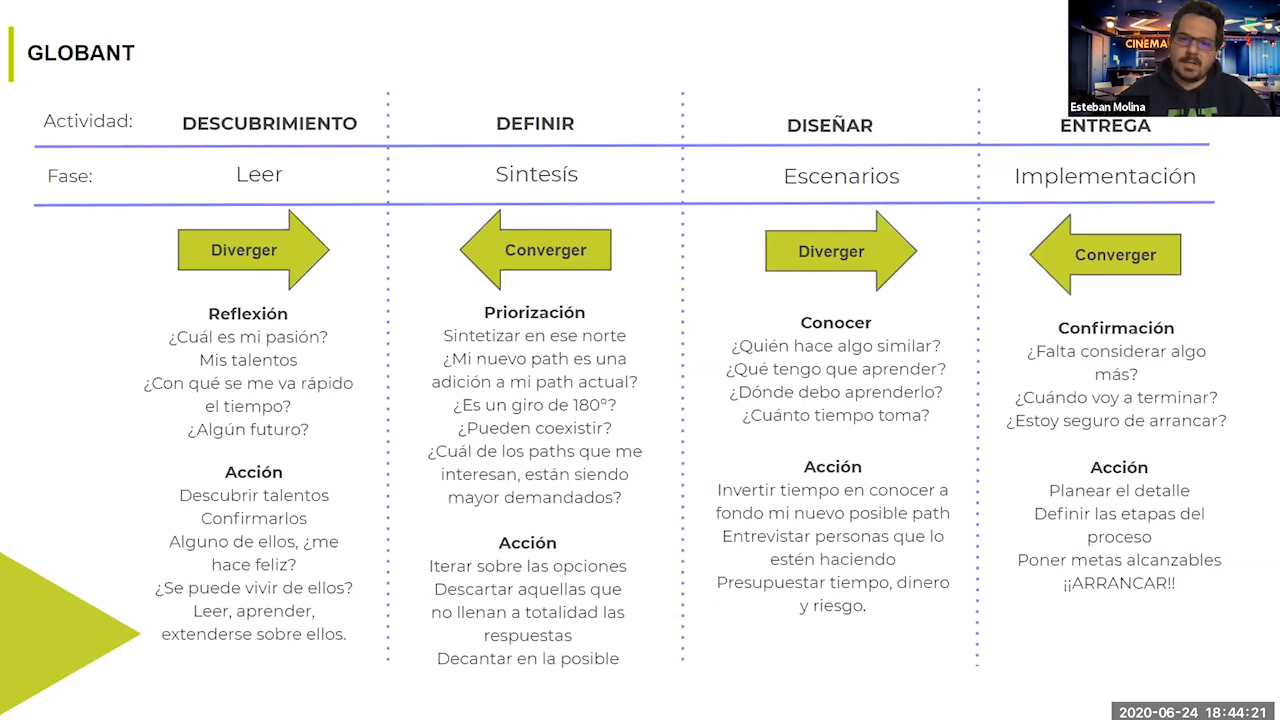 GLOBANT
CINEMA
Esteban Molina
Actividad:
DESCUBRIMIENTO
DEFINIR
DISEÑAR
ENTREGA
Fase:
Leer
Sintesís
Escenarios
Implementación
Diverger
Converger
Diverger
Converger
Reflexión
¿Cuál es mi pasión?
Mis talentos
¿Con qué se me va rápido
el tiempo?
¿Algún futuro?
Acción
Descubrir talentos
Confirmarlos
Alguno de ellos, ¿me
hace feliz?
¿Se puede vivir de ellos?
Leer, aprender,
extenderse sobre ellos.
Priorización
Sintetizar en ese norte
¿Mi nuevo path es una
adición a mi path actual?
¿Es un giro de 180º?
¿Pueden coexistir?
¿Cuál de los paths que me
interesan, están siendo
mayor demandados?
Acción
Iterar sobre las opciones
Descartar aquellas que
no llenan a totalidad las
respuestas
Decantar en la posible
Conocer
¿Quién hace algo similar?
¿Qué tengo que aprender?
¿Dónde debo aprenderlo?
¿Cuánto tiempo toma?
Acción
Invertir tiempo en conocer a
fondo mi nuevo posible path
Entrevistar personas que lo
estén haciendo
Presupuestar tiempo, dinero
y riesgo.
Confirmación
¿Falta considerar algo
más?
¿Cuándo voy a terminar?
¿Estoy seguro de arrancar?
Acción
Planear el detalle
Definir las etapas del
proceso
Poner metas alcanzables
¡¡ARRANCAR!!
2020-06-24 18:44:21